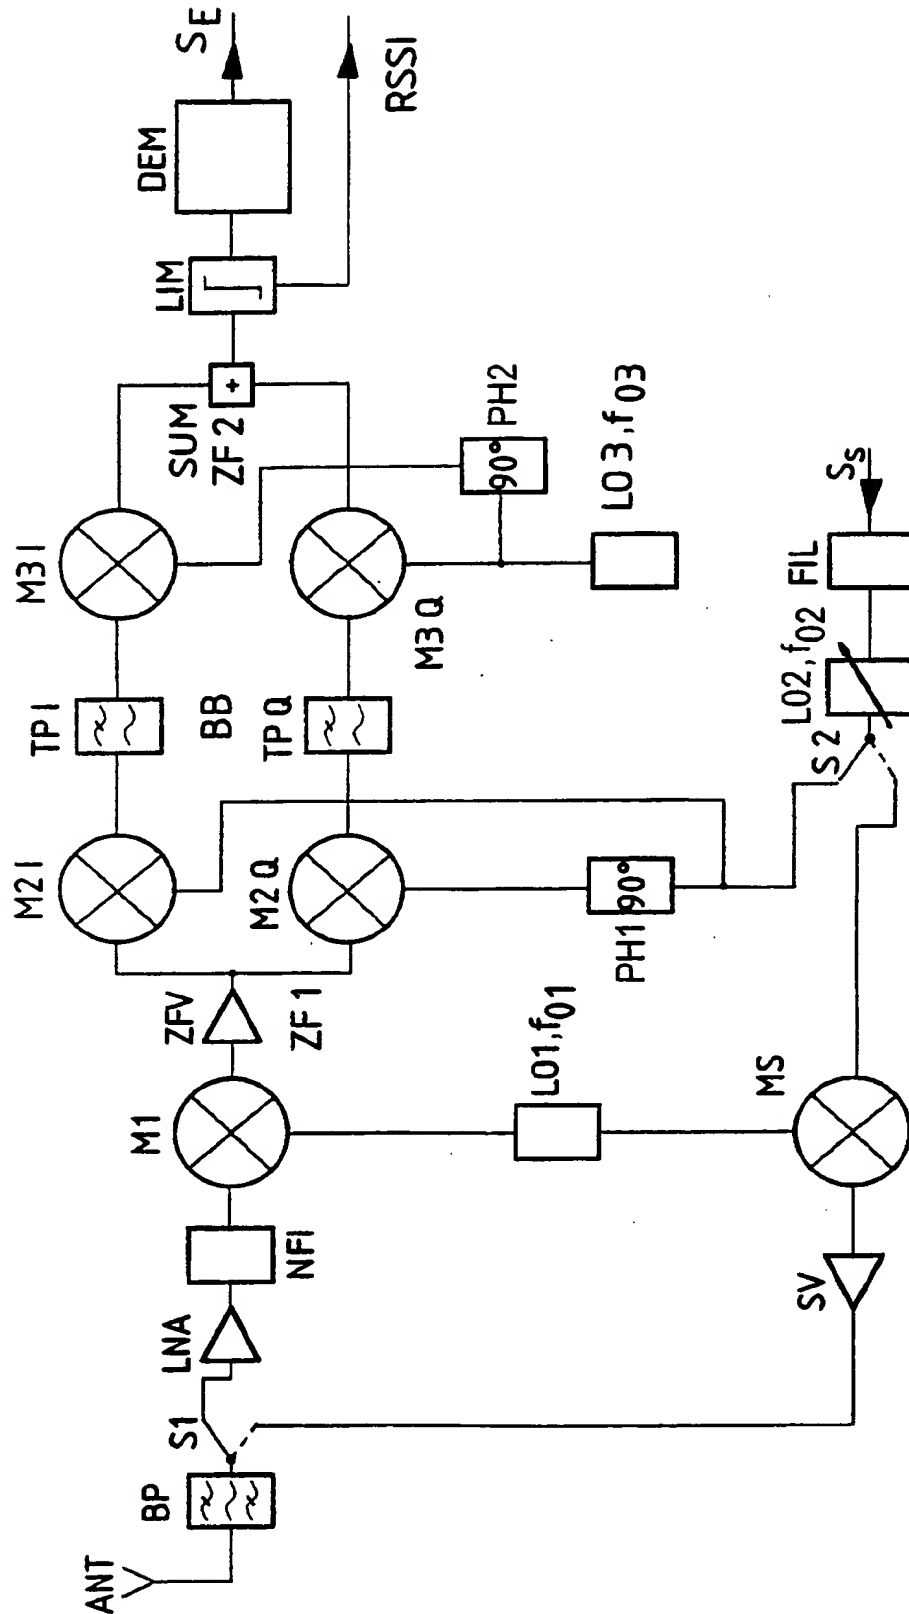 ANT
BP
S1
LNA
NFI
M1
ZFV
ZF1
M2I
M2Q
TPI
BB
TPQ
M3I
M3Q
SUM
+
ZF2
LIM
DEM
SE
RSSI
90° PH2
LO3,f03
PH1 90°
LO1,f01
MS
SV
S2
LO2,f02
FIL
SS